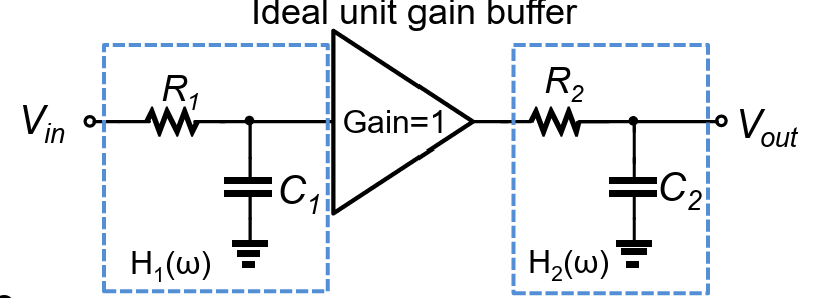 Ideal unit gain buffer
R1
R2
Vin
Gain=1
Vout
C1
C2
H1(ω)
H2(ω)